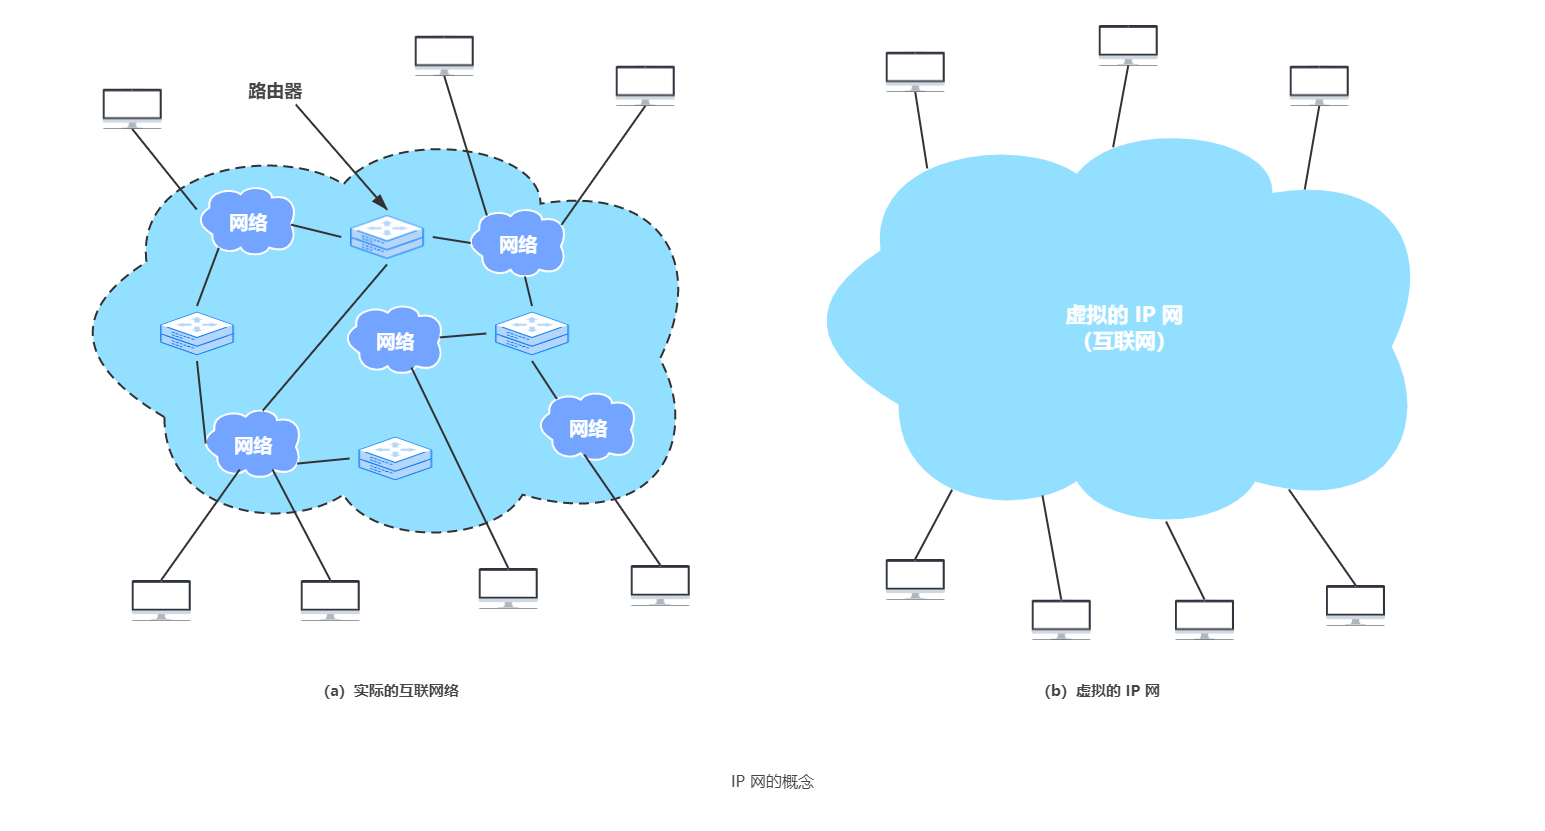 路由器
网络
网络
网络
网络
网络
(a) 实际的互联网络
虚拟的 IP 网
(互联网)
(b) 虚拟的 IP 网
IP 网的概念